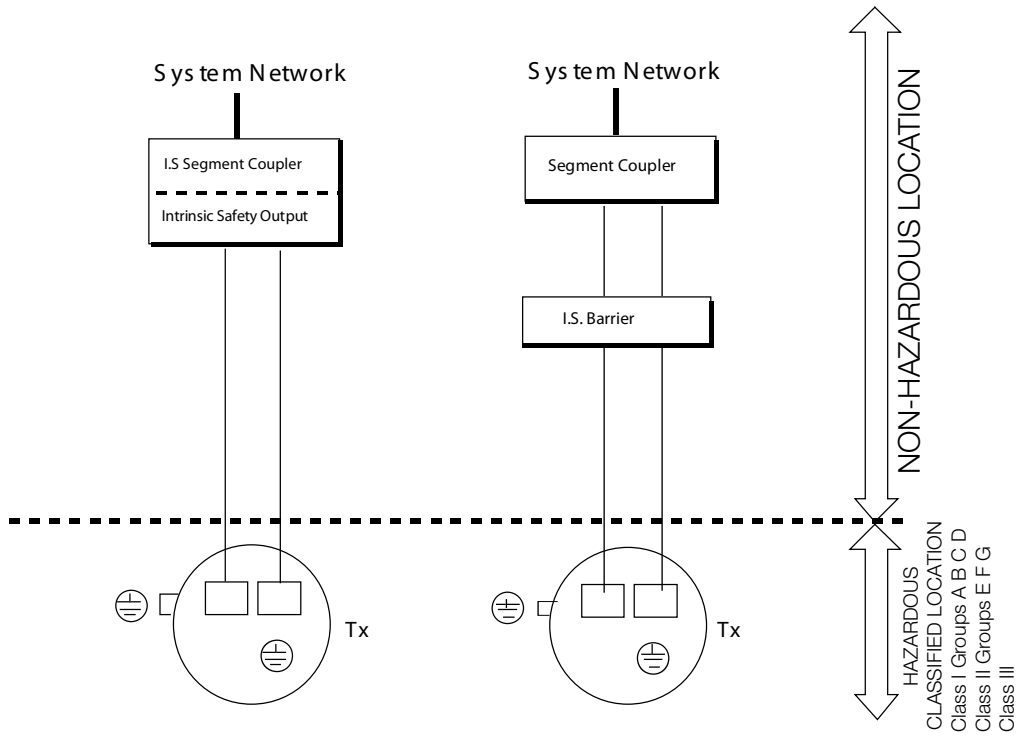 System Network
I.S Segment Coupler
Intrinsic Safety Output
Tx
System Network
Segment Coupler
I.S. Barrier
Tx
NON-HAZARDOUS LOCATION
HAZARDOUS
CLASSIFIED LOCATION
Class I Groups A B C D
Class II Groups E F G
Class III